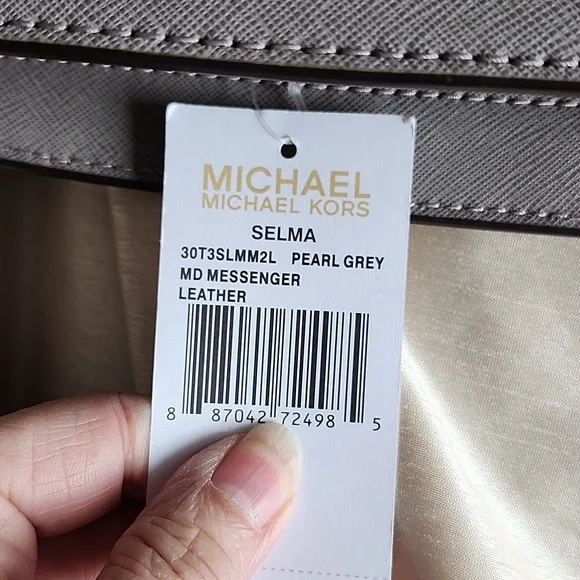 MICHAEL
MICHAEL KORS
SELMA
30T3SLMM2L PEARL GREY
MD MESSENGER
LEATHER
8 87042 72498 5